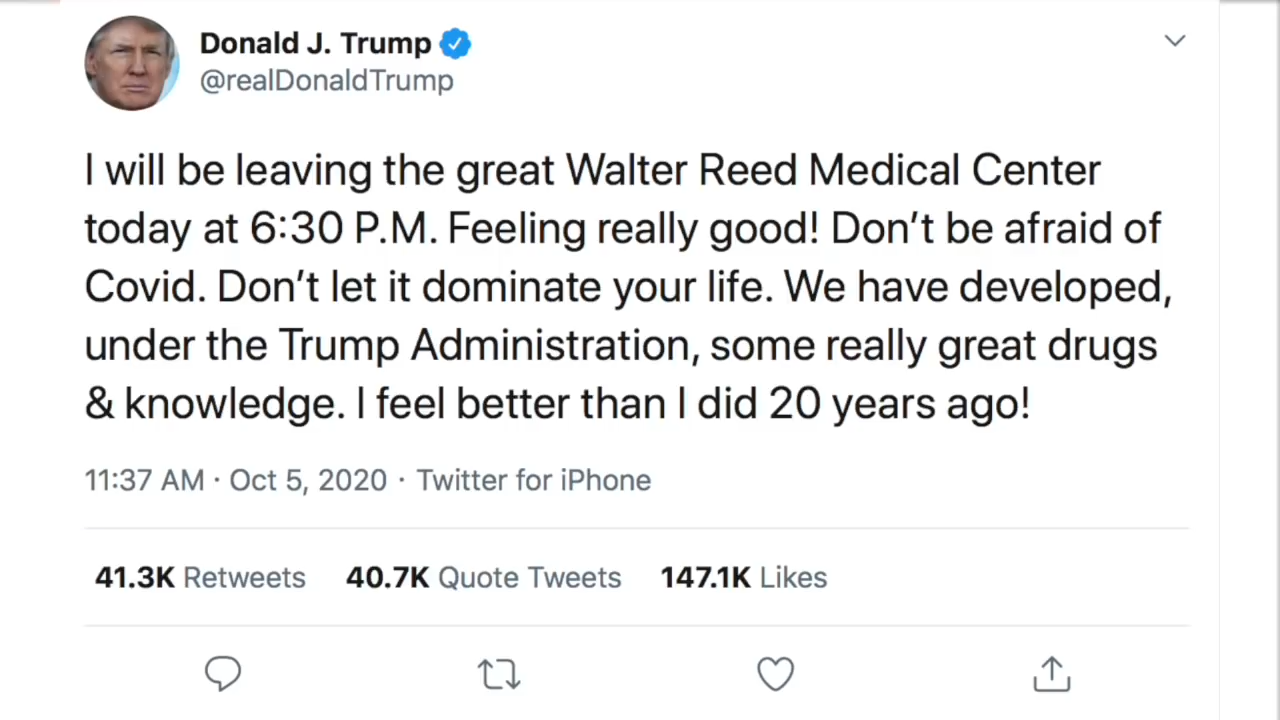 Donald J. Trump
@realDonaldTrump
I will be leaving the great Walter Reed Medical Center
today at 6:30 P.M. Feeling really good! Don’t be afraid of
Covid. Don’t let it dominate your life. We have developed,
under the Trump Administration, some really great drugs
& knowledge. I feel better than I did 20 years ago!
11:37 AM · Oct 5, 2020 · Twitter for iPhone
41.3K Retweets 40.7K Quote Tweets 147.1K Likes